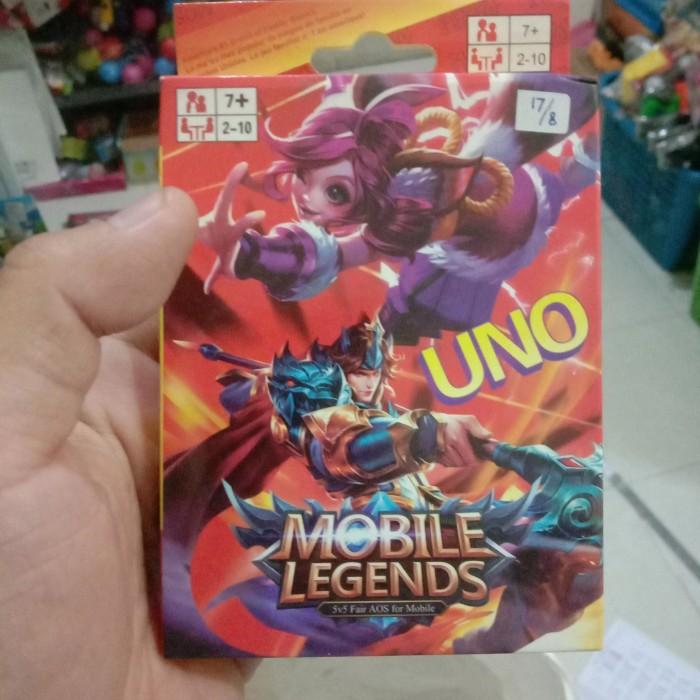 7+
2-10
7+
2-10
17/8
UNO
MOBILE
LEGENDS
5v5 Fair AOS for Mobile